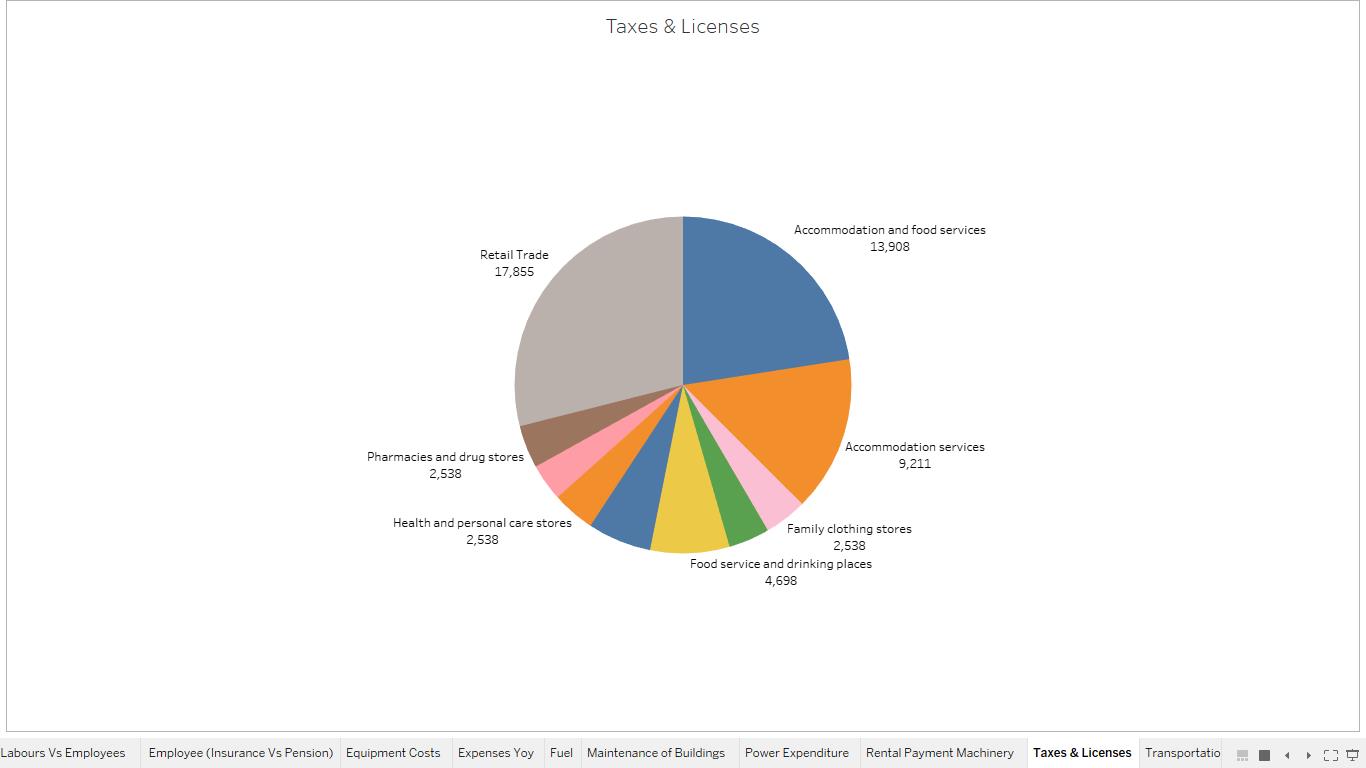 Taxes & Licenses
Accommodation and food services
13,908
Retail Trade
17,855
Accommodation services
9,211
Pharmacies and drug stores
2,538
Health and personal care stores
2,538
Family clothing stores
2,538
Food service and drinking places
4,698
Labours Vs Employees
Employee (Insurance Vs Pension)
Equipment Costs
Expenses Yoy
Fuel
Maintenance of Buildings
Power Expenditure
Rental Payment Machinery
Taxes & Licenses
Transportatio